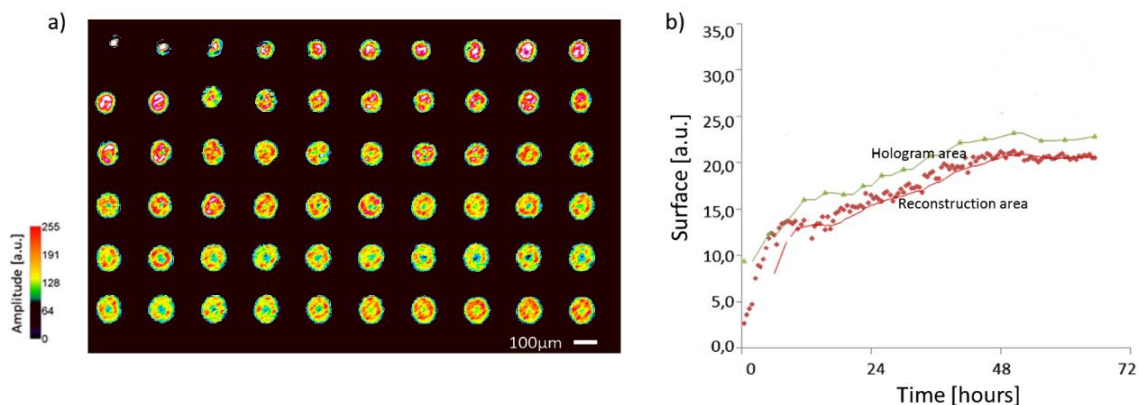 a)
Amplitude [a.u.]
255
191
128
64
0
100µm
b)
Surface [a.u.]
35,0
30,0
25,0
20,0
15,0
10,0
5,0
0,0
Hologram area
Reconstruction area
0
24
48
72
Time [hours]